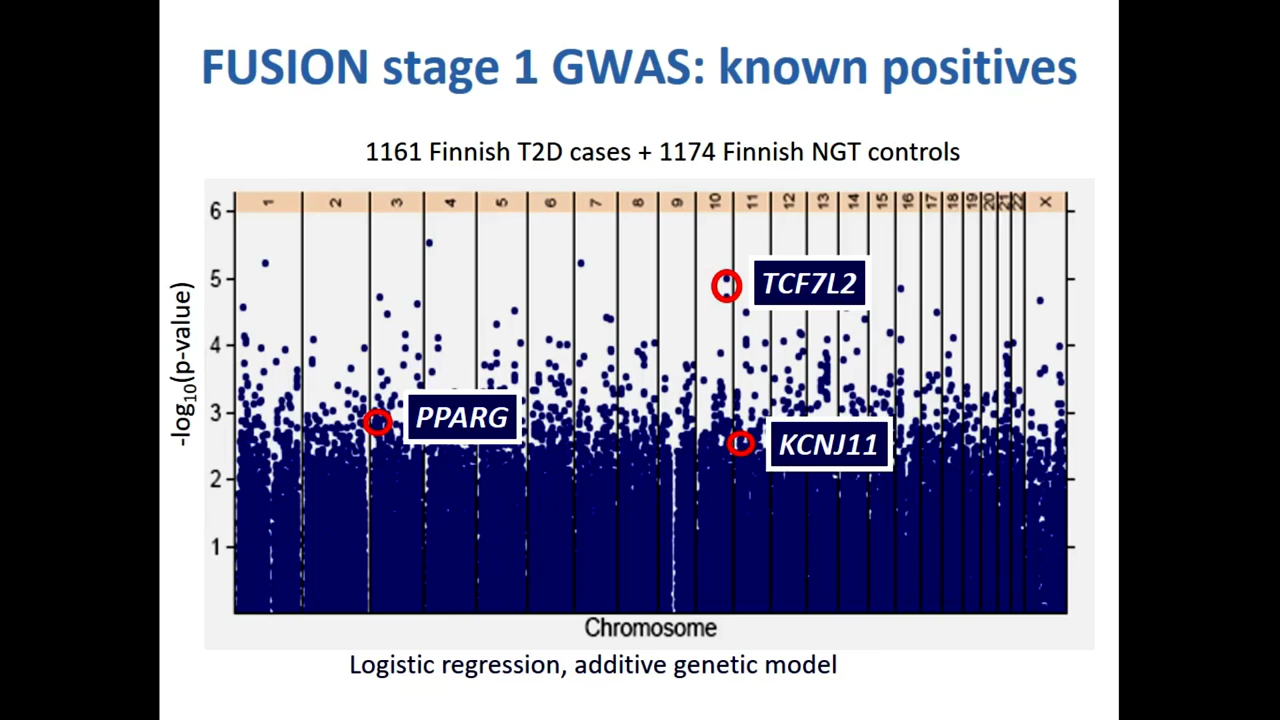 FUSION stage 1 GWAS: known positives
1161 Finnish T2D cases + 1174 Finnish NGT controls
1 2 3 4 5 6 7 8 9 10 11 12 13 14 15 16 17 18 19 20 21 22 X
6
5
4
3
2
1
-log10(p-value)
TCF7L2
PPARG
KCNJ11
Chromosome
Logistic regression, additive genetic model